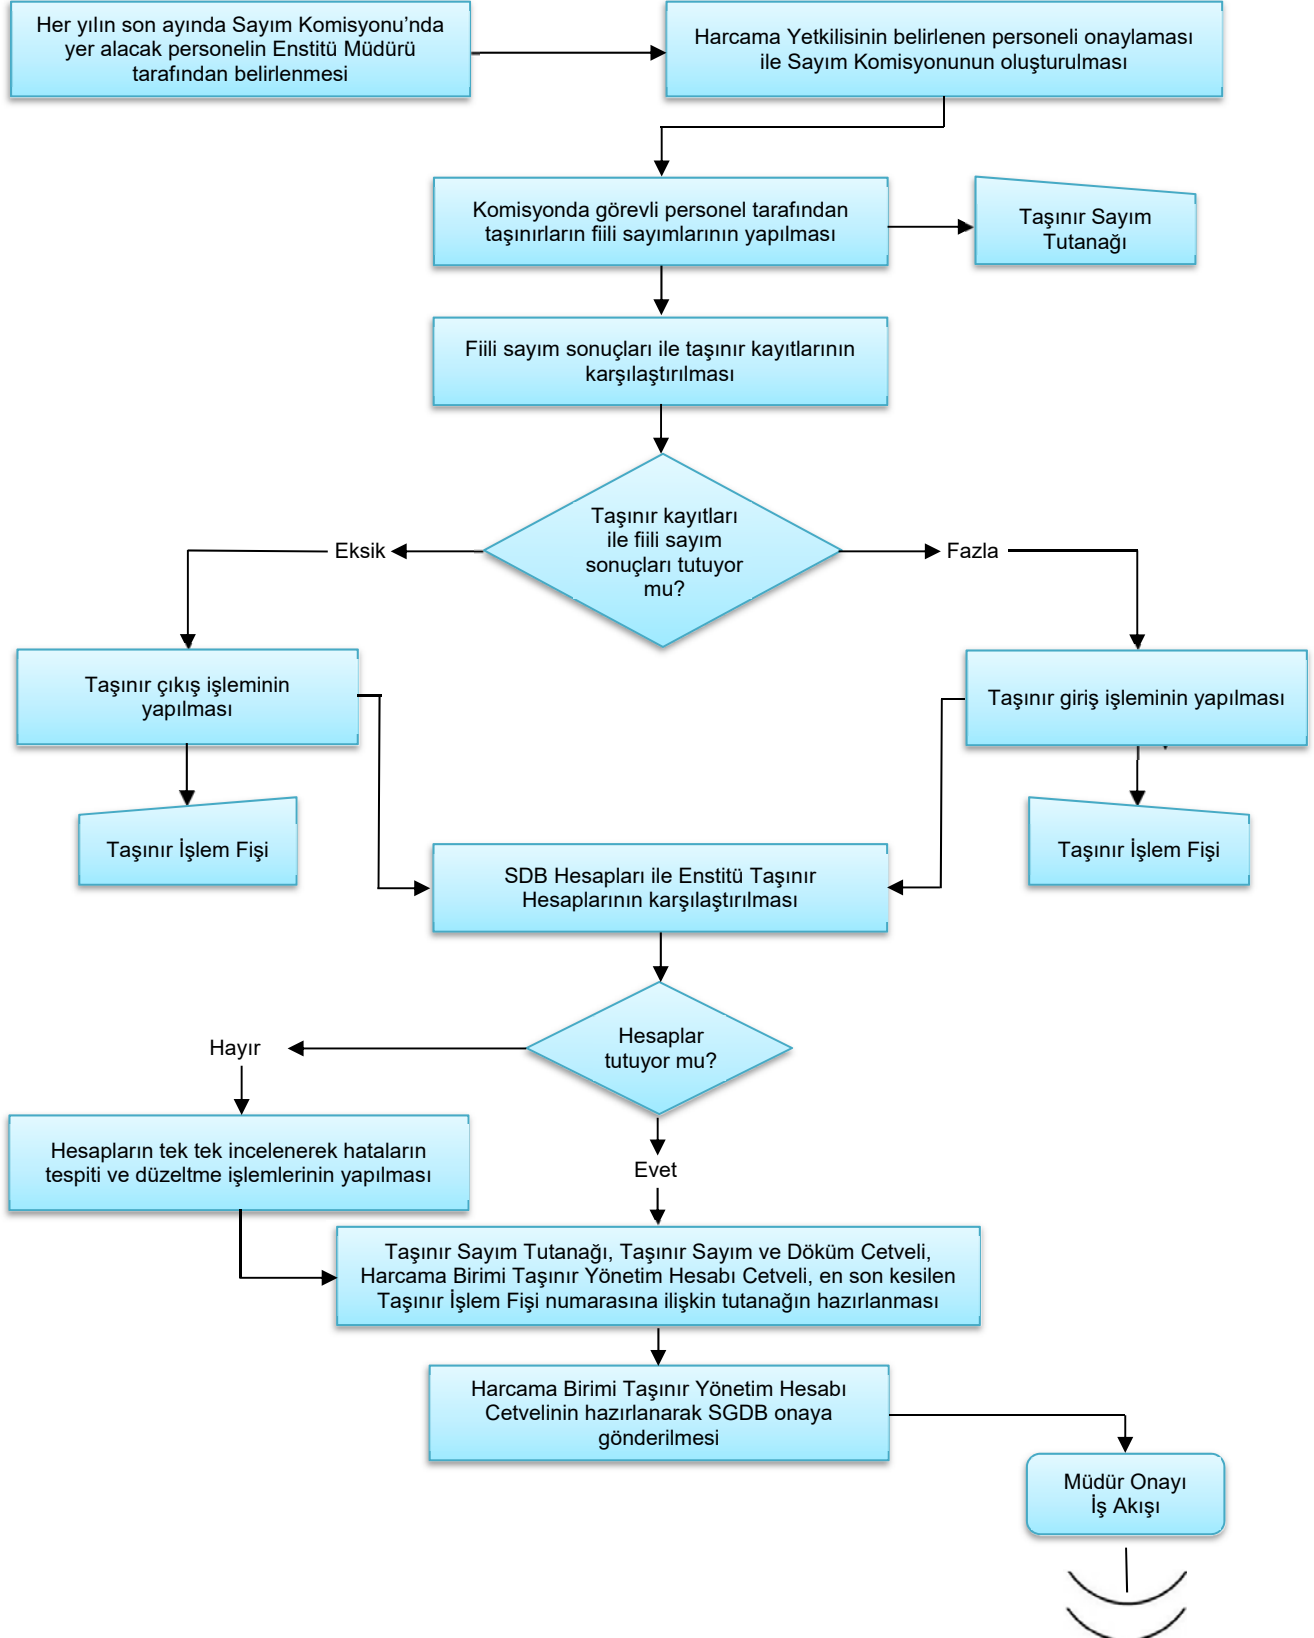 Her yılın son ayında Sayım Komisyonu’nda
yer alacak personelin Enstitü Müdürü
tarafından belirlenmesi
Harcama Yetkilisinin belirlenen personeli onaylaması
ile Sayım Komisyonunun oluşturulması
Komisyonda görevli personel tarafından
taşınırların fiili sayımlarının yapılması
Taşınır Sayım
Tutanağı
Fiili sayım sonuçları ile taşınır kayıtlarının
karşılaştırılması
Taşınır kayıtları
ile fiili sayım
sonuçları tutuyor
mu?
Eksik
Fazla
Taşınır çıkış işleminin
yapılması
Taşınır giriş işleminin yapılması
Taşınır İşlem Fişi
Taşınır İşlem Fişi
SDB Hesapları ile Enstitü Taşınır
Hesaplarının karşılaştırılması
Hesaplar
tutuyor mu?
Hayır
Hesapların tek tek incelenerek hataların
tespiti ve düzeltme işlemlerinin yapılması
Evet
Taşınır Sayım Tutanağı, Taşınır Sayım ve Döküm Cetveli,
Harcama Birimi Taşınır Yönetim Hesabı Cetveli, en son kesilen
Taşınır İşlem Fişi numarasına ilişkin tutanağın hazırlanması
Harcama Birimi Taşınır Yönetim Hesabı
Cetvelinin hazırlanarak SGDB onaya
gönderilmesi
Müdür Onayı
İş Akışı